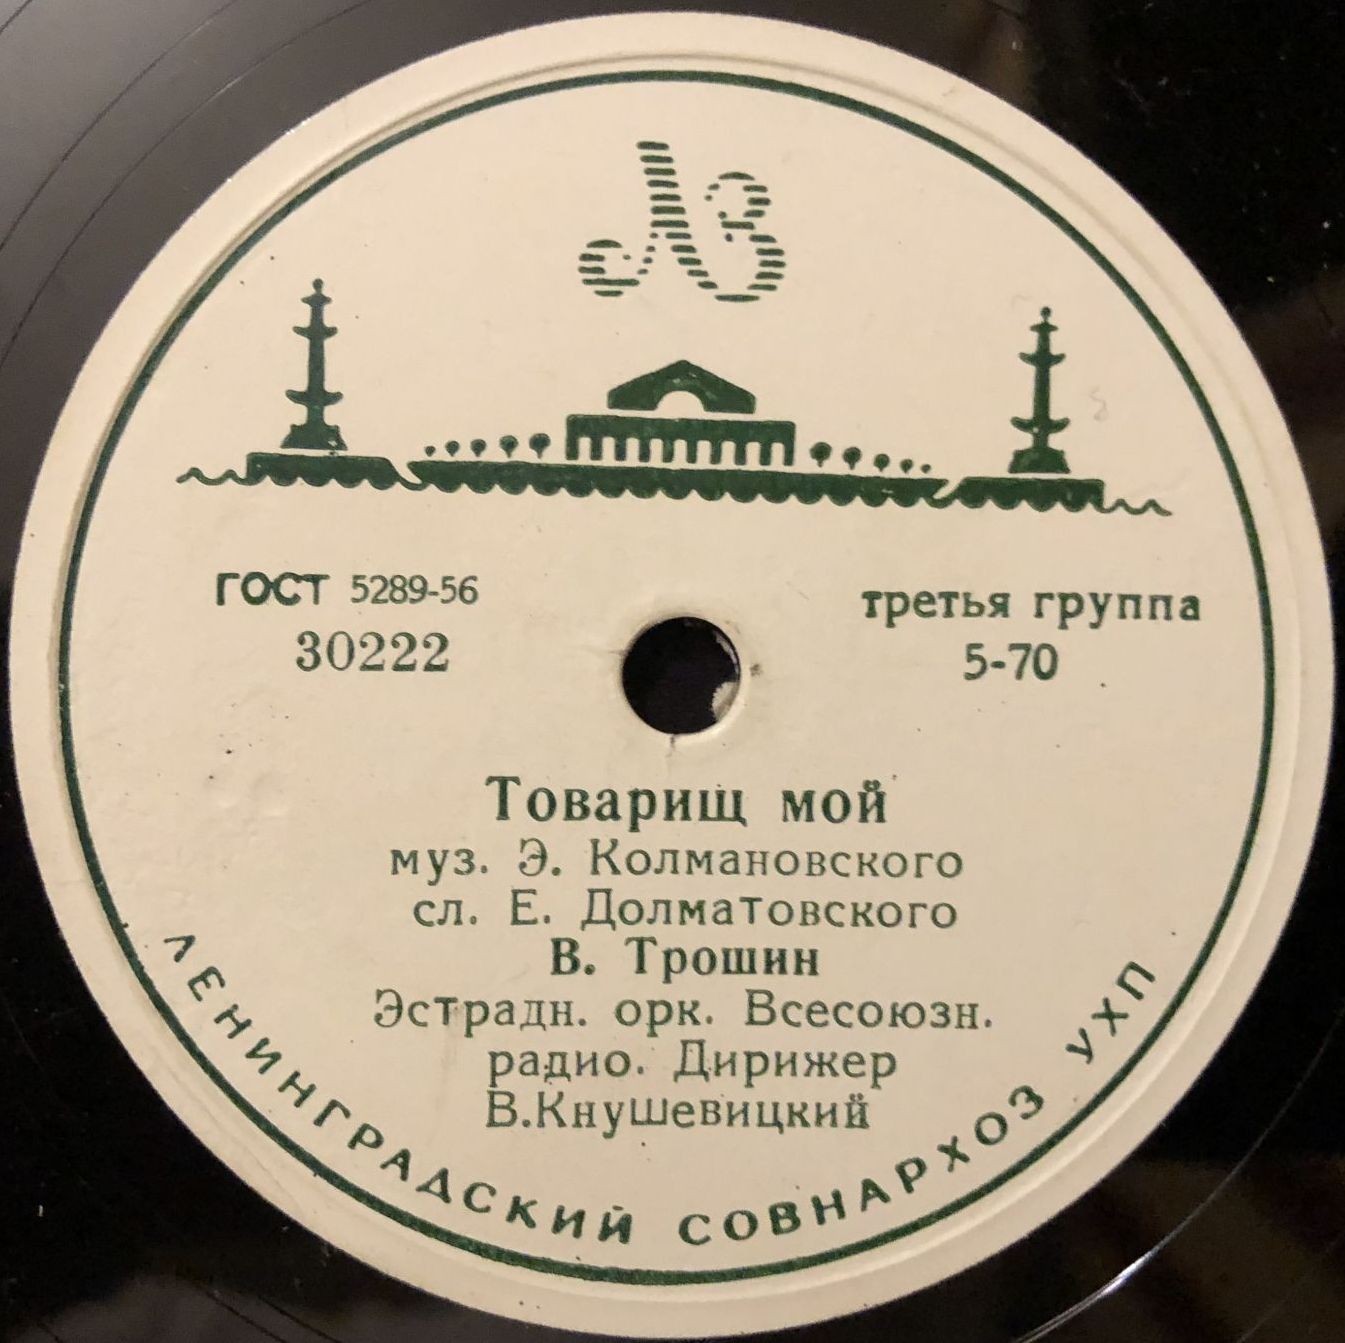 ЛЗ
ГОСТ 5289-56
30222
третья группа
5-70
Товарищ мой
муз. Э. Колмановского
сл. Е. Долматовского
В. Трошин
Эстрадн. орк. Всесоюзн.
радио. Дирижер
В.Кнушевицкий
ЛЕНИНГРАДСКИЙ СОВНАРХОЗ УХП